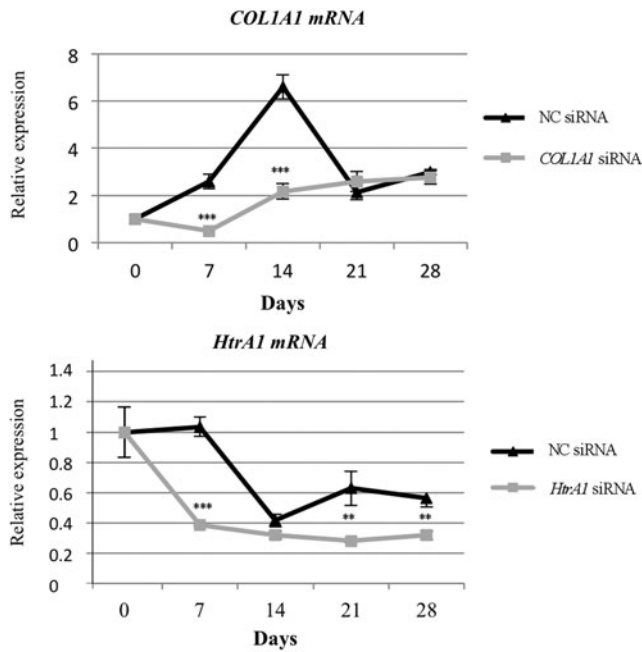 COL1A1 mRNA
Relative expression
8
6
4
2
0
***
***
0 7 14 21 28
Days
NC siRNA
COL1A1 siRNA
HtrA1 mRNA
Relative expression
1.4
1.2
1
0.8
0.6
0.4
0.2
0
***
**
**
0 7 14 21 28
Days
NC siRNA
HtrA1 siRNA